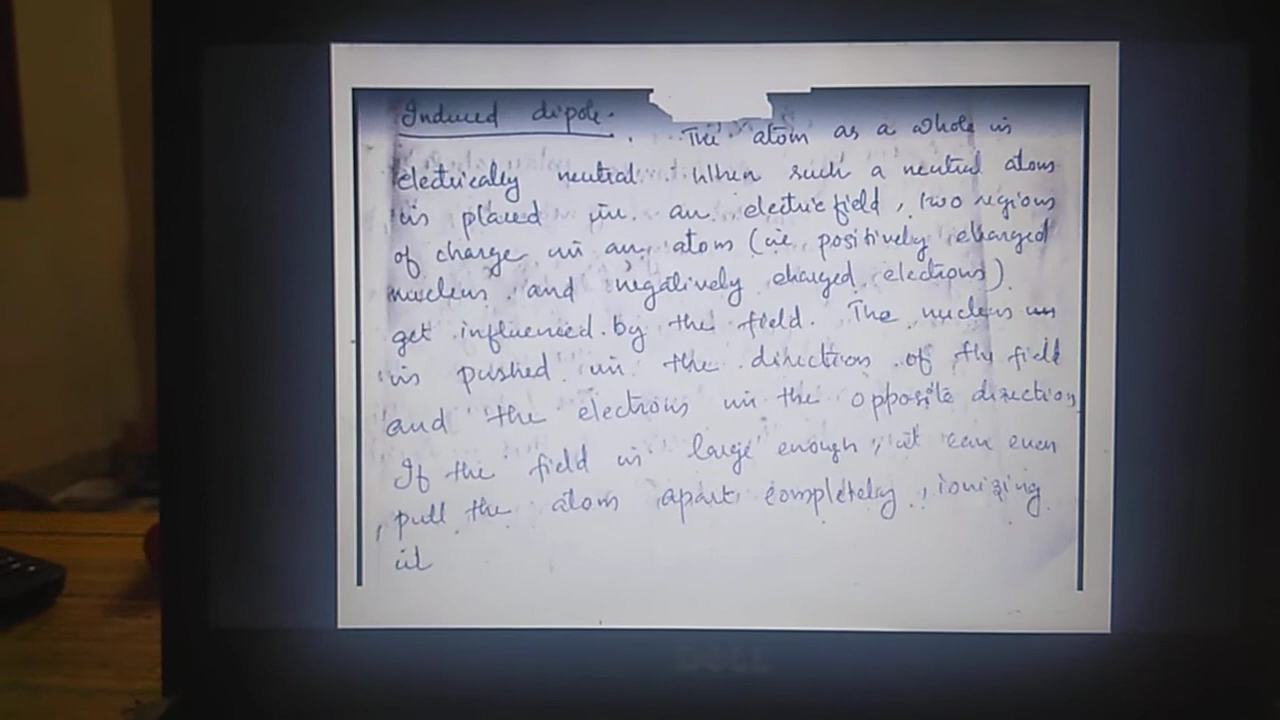 Induced dipole.
The atom as a whole is
electrically neutral. When such a neutral atom
is placed in an electric field, two regions
of charge in an atom (ie positively charged
nucleus and negatively charged electrons)
get influenced by the field. The nucleus
is pushed in the direction of the field
and the electrons in the opposite direction
If the field is large enough, it can even
pull the atom apart completely, ionizing
it
DELL